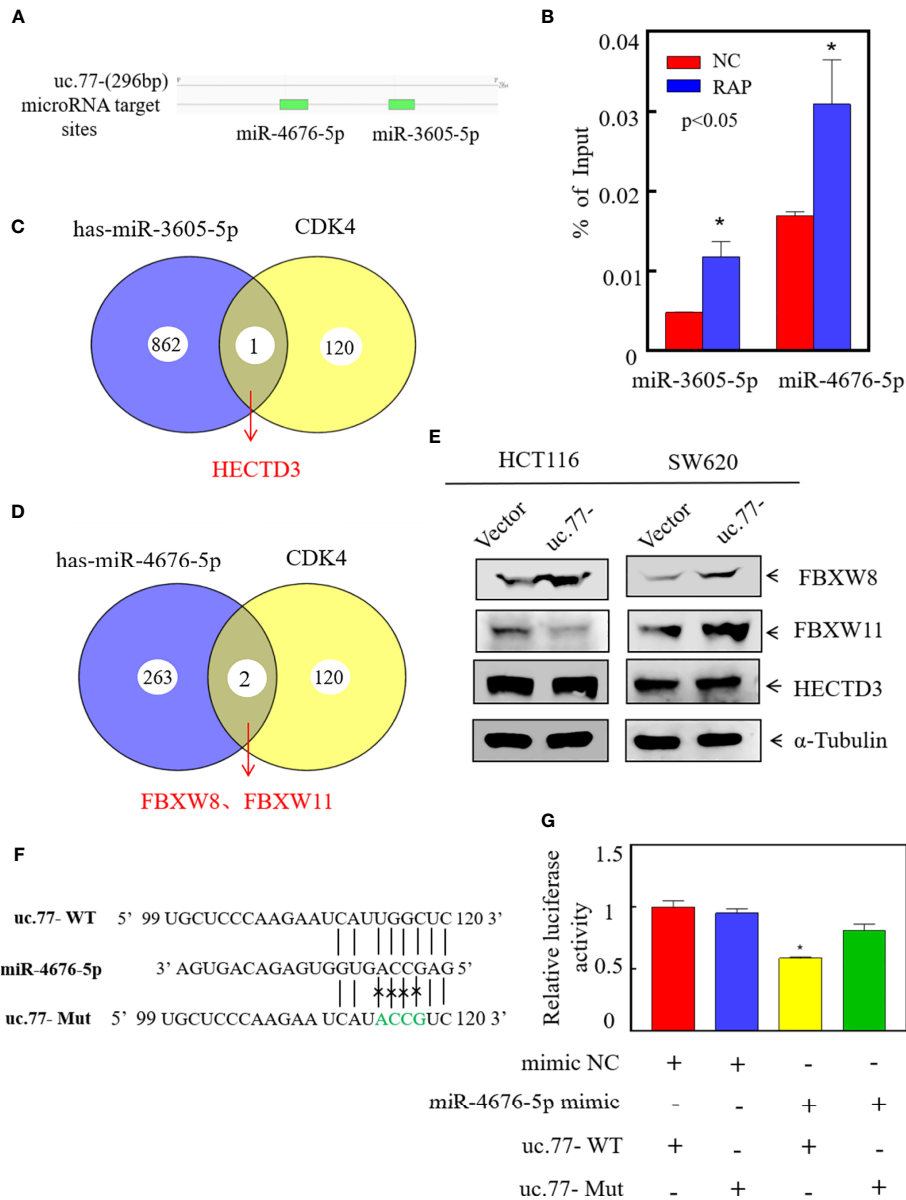 A
uc.77-(296bp)
microRNA target
sites
miR-4676-5p
miR-3605-5p
B
0.04
0.03
0.02
0.01
0
% of Input
NC
RAP
p<0.05
*
*
miR-3605-5p
miR-4676-5p
C
has-miR-3605-5p
CDK4
862
1
120
HECTD3
D
has-miR-4676-5p
CDK4
263
2
120
FBXW8、FBXW11
E
HCT116
SW620
Vector
uc.77-
Vector
uc.77-
FBXW8
FBXW11
HECTD3
α-Tubulin
F
uc.77- WT 5’ 99 UGCUCCCAAGAAUCAUUGGCUC 120 3’
miR-4676-5p 3’ AGUGACAGAGUGGUGACCGAG 5’
uc.77- Mut 5’ 99 UGCUCCCAAGAA UCAUACCGUC 120 3’
G
1.5
1
0.5
0
Relative luciferase
activity
*
mimic NC + + - -
miR-4676-5p mimic - - + +
uc.77- WT + - + -
uc.77- Mut - + - +